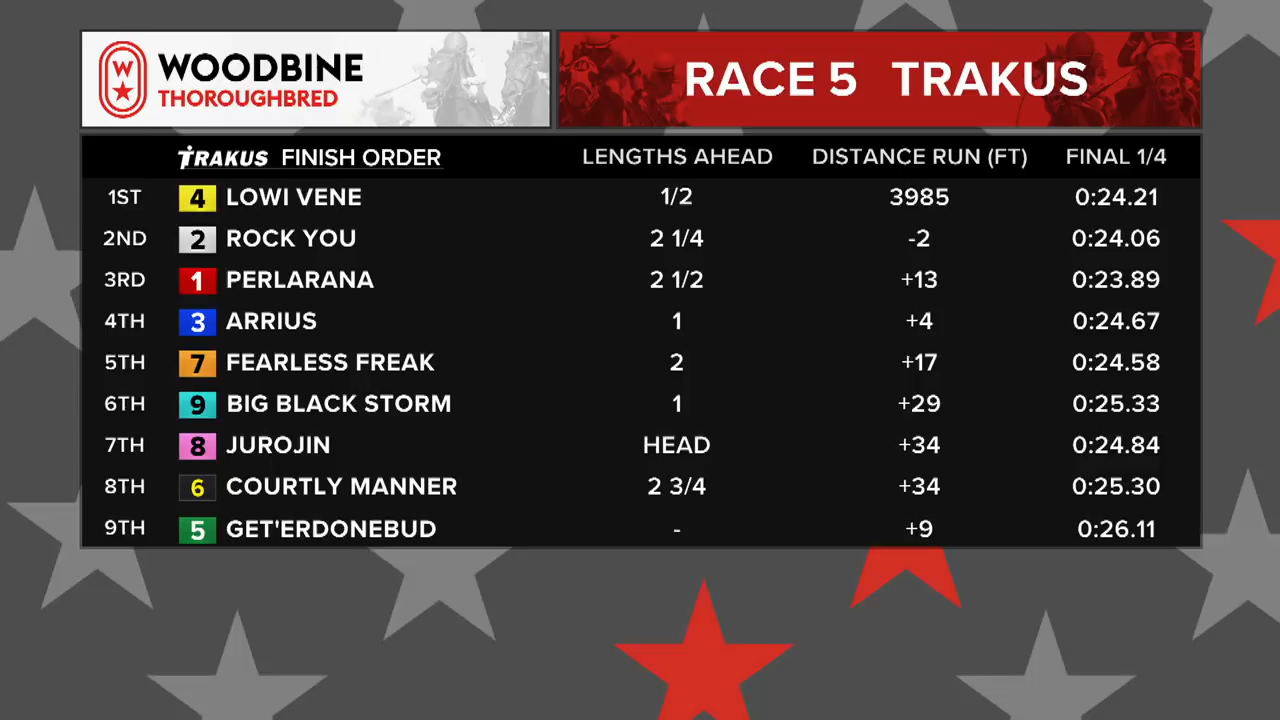 W
WOODBINE
THOROUGHBRED
RACE 5 TRAKUS
TRAKUS FINISH ORDER LENGTHS AHEAD DISTANCE RUN (FT) FINAL 1/4
1ST 4 LOWI VENE 1/2 3985 0:24.21
2ND 2 ROCK YOU 2 1/4 -2 0:24.06
3RD 1 PERLARANA 2 1/2 +13 0:23.89
4TH 3 ARRIUS 1 +4 0:24.67
5TH 7 FEARLESS FREAK 2 +17 0:24.58
6TH 9 BIG BLACK STORM 1 +29 0:25.33
7TH 8 JUROJIN HEAD +34 0:24.84
8TH 6 COURTLY MANNER 2 3/4 +34 0:25.30
9TH 5 GET'ERDONEBUD - +9 0:26.11